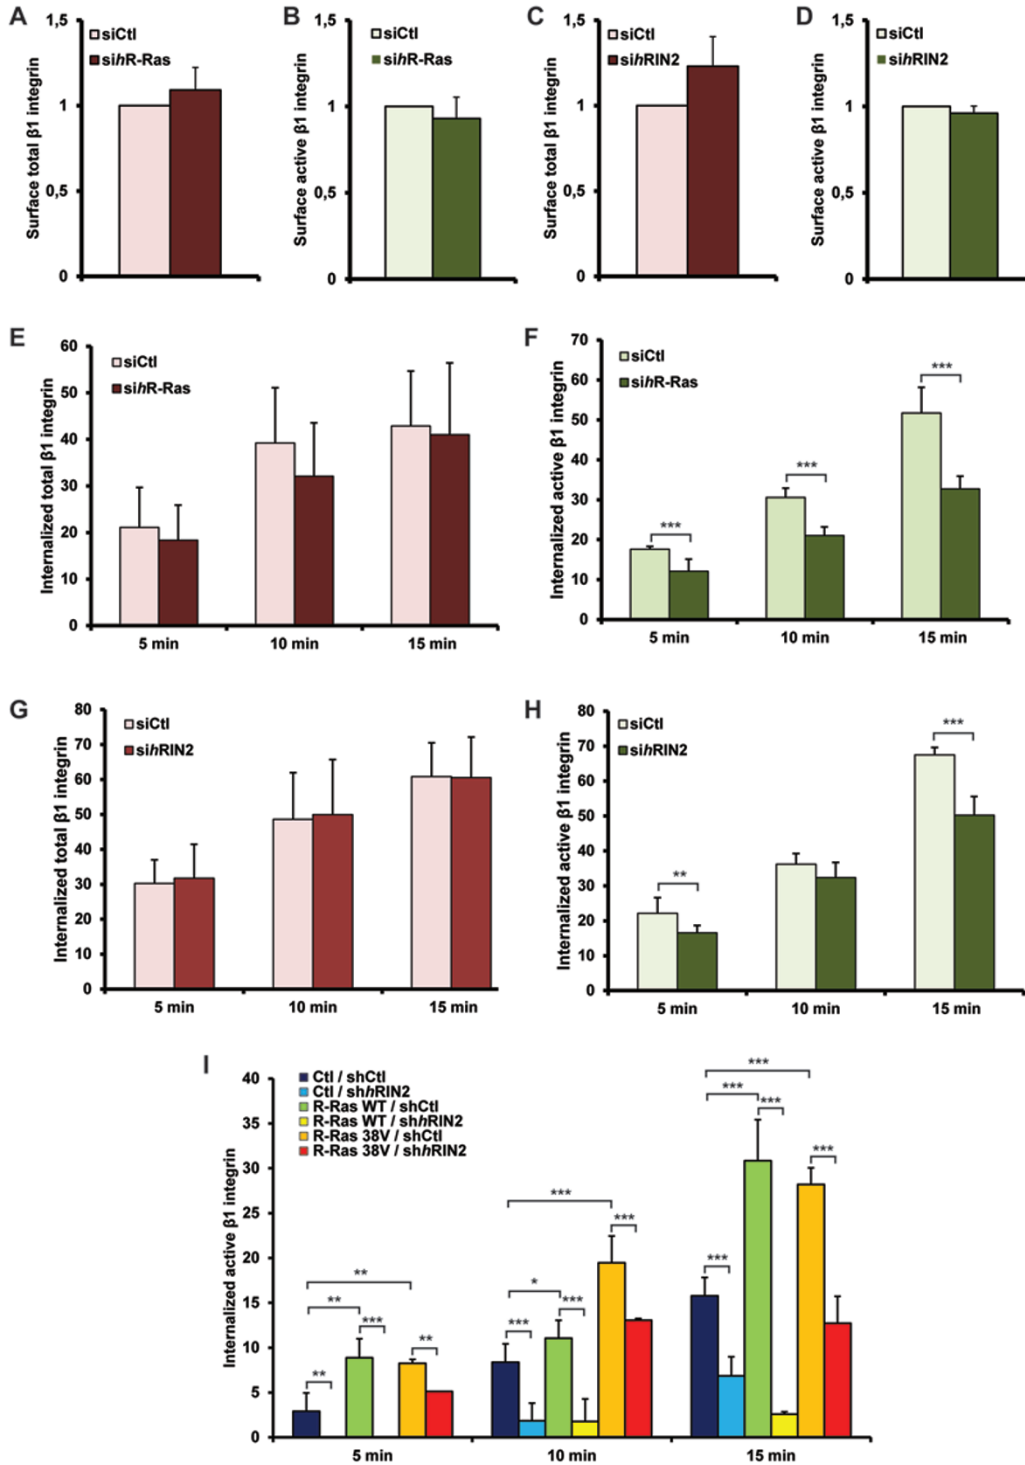 A
Surface total β1 integrin
1,5
1
0,5
0
siCtl
sihR-Ras
B
Surface active β1 integrin
1,5
1
0,5
0
siCtl
sihR-Ras
C
Surface total β1 integrin
1,5
1
0,5
0
siCtl
sihRIN2
D
Surface active β1 integrin
1,5
1
0,5
0
siCtl
sihRIN2
E
Internalized total β1 integrin
60
50
40
30
20
10
0
siCtl
sihR-Ras
5 min 10 min 15 min
F
Internalized active β1 integrin
70
60
50
40
30
20
10
0
siCtl
sihR-Ras
*** *** ***
5 min 10 min 15 min
G
Internalized total β1 integrin
80
70
60
50
40
30
20
10
0
siCtl
sihRIN2
5 min 10 min 15 min
H
Internalized active β1 integrin
80
70
60
50
40
30
20
10
0
siCtl
sihRIN2
** ***
5 min 10 min 15 min
I
Internalized active β1 integrin
40
35
30
25
20
15
10
5
0
Ctl / shCtl
Ctl / shhRIN2
R-Ras WT / shCtl
R-Ras WT / shhRIN2
R-Ras 38V / shCtl
R-Ras 38V / shhRIN2
** ** *** ** **
*** * *** *** ***
*** *** *** *** ***
5 min 10 min 15 min